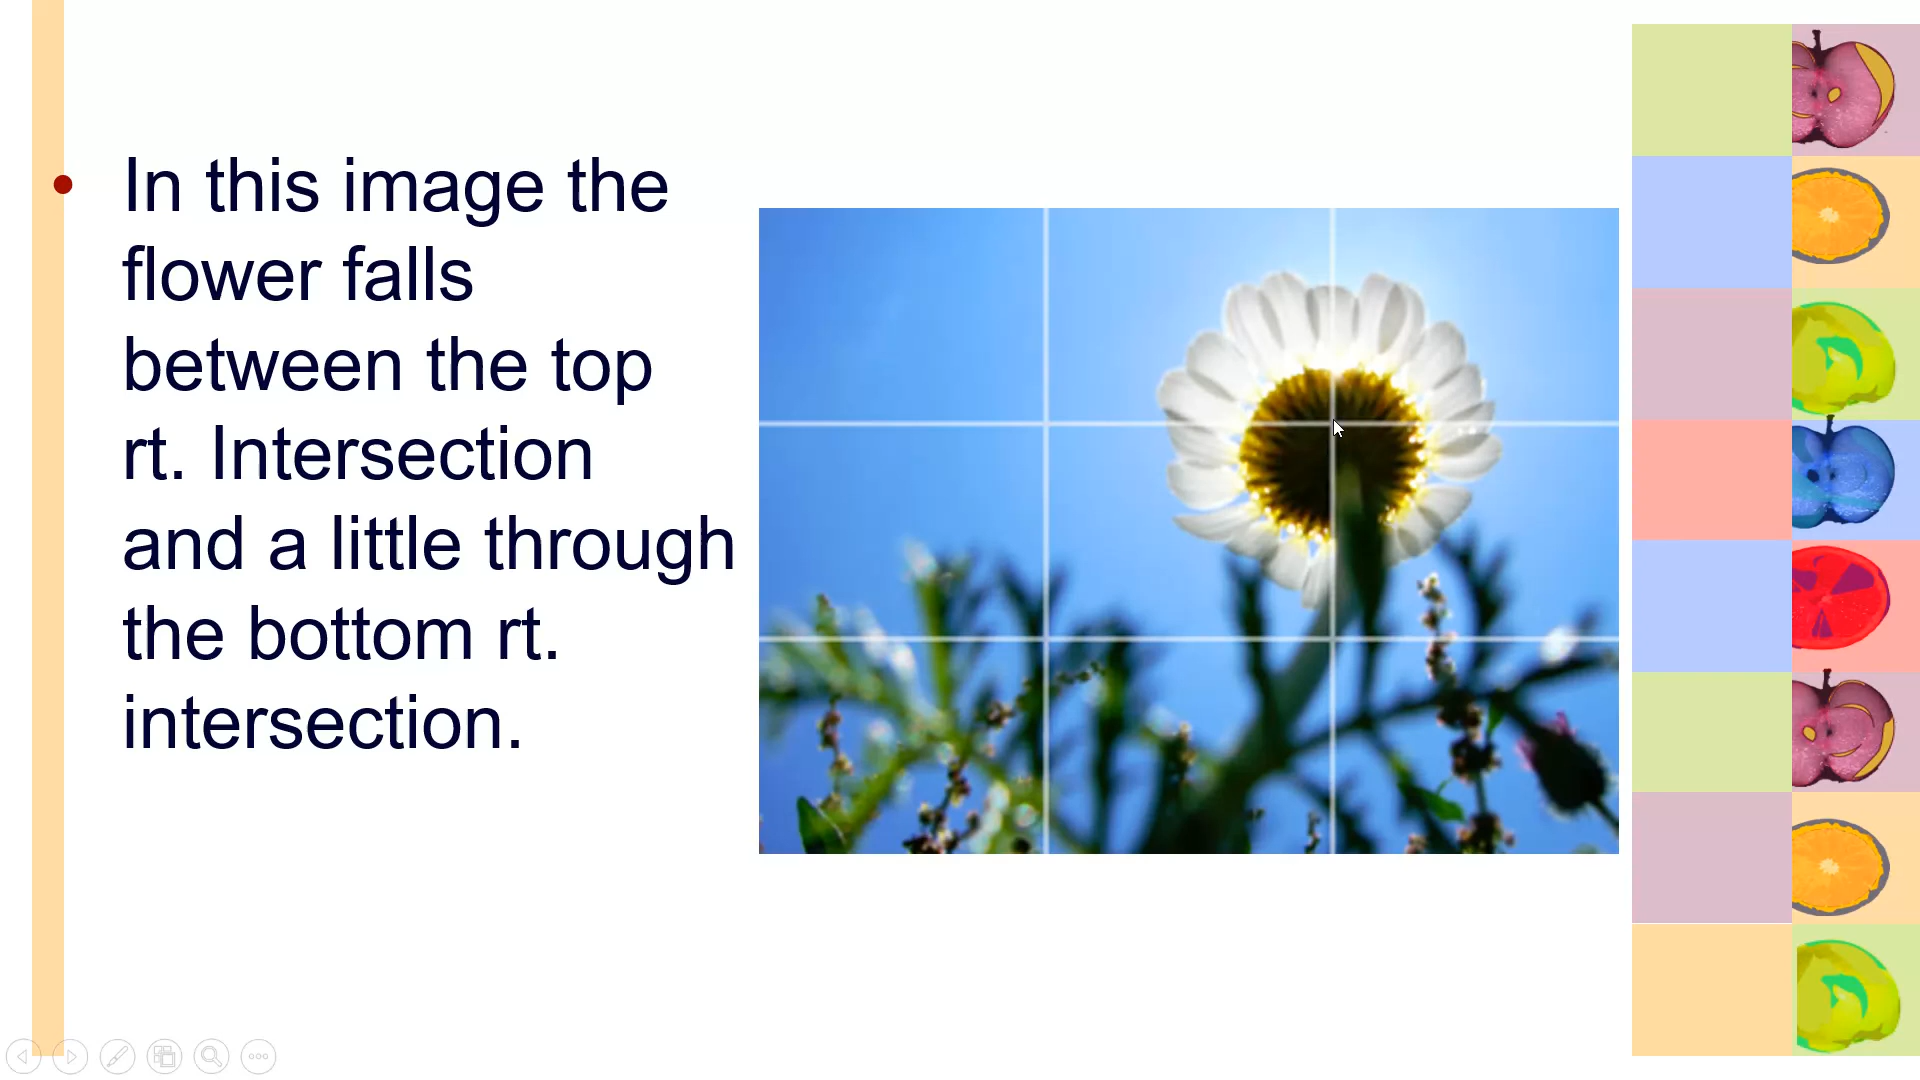 In this image the
flower falls
between the top
rt. Intersection
and a little through
the bottom rt.
intersection.